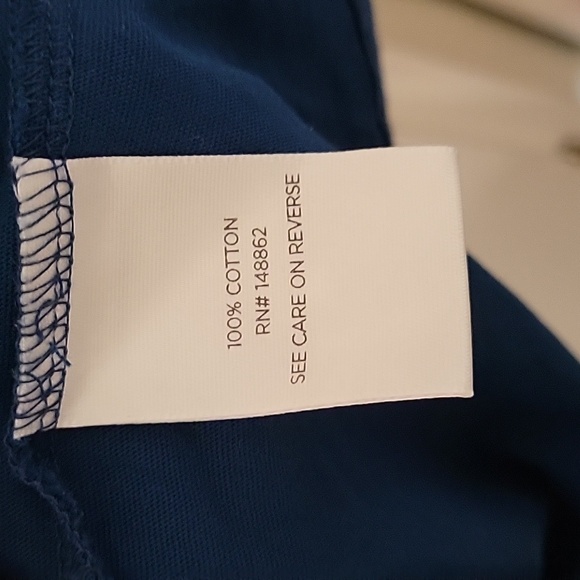 100% COTTON
RN# 148862
SEE CARE ON REVERSE